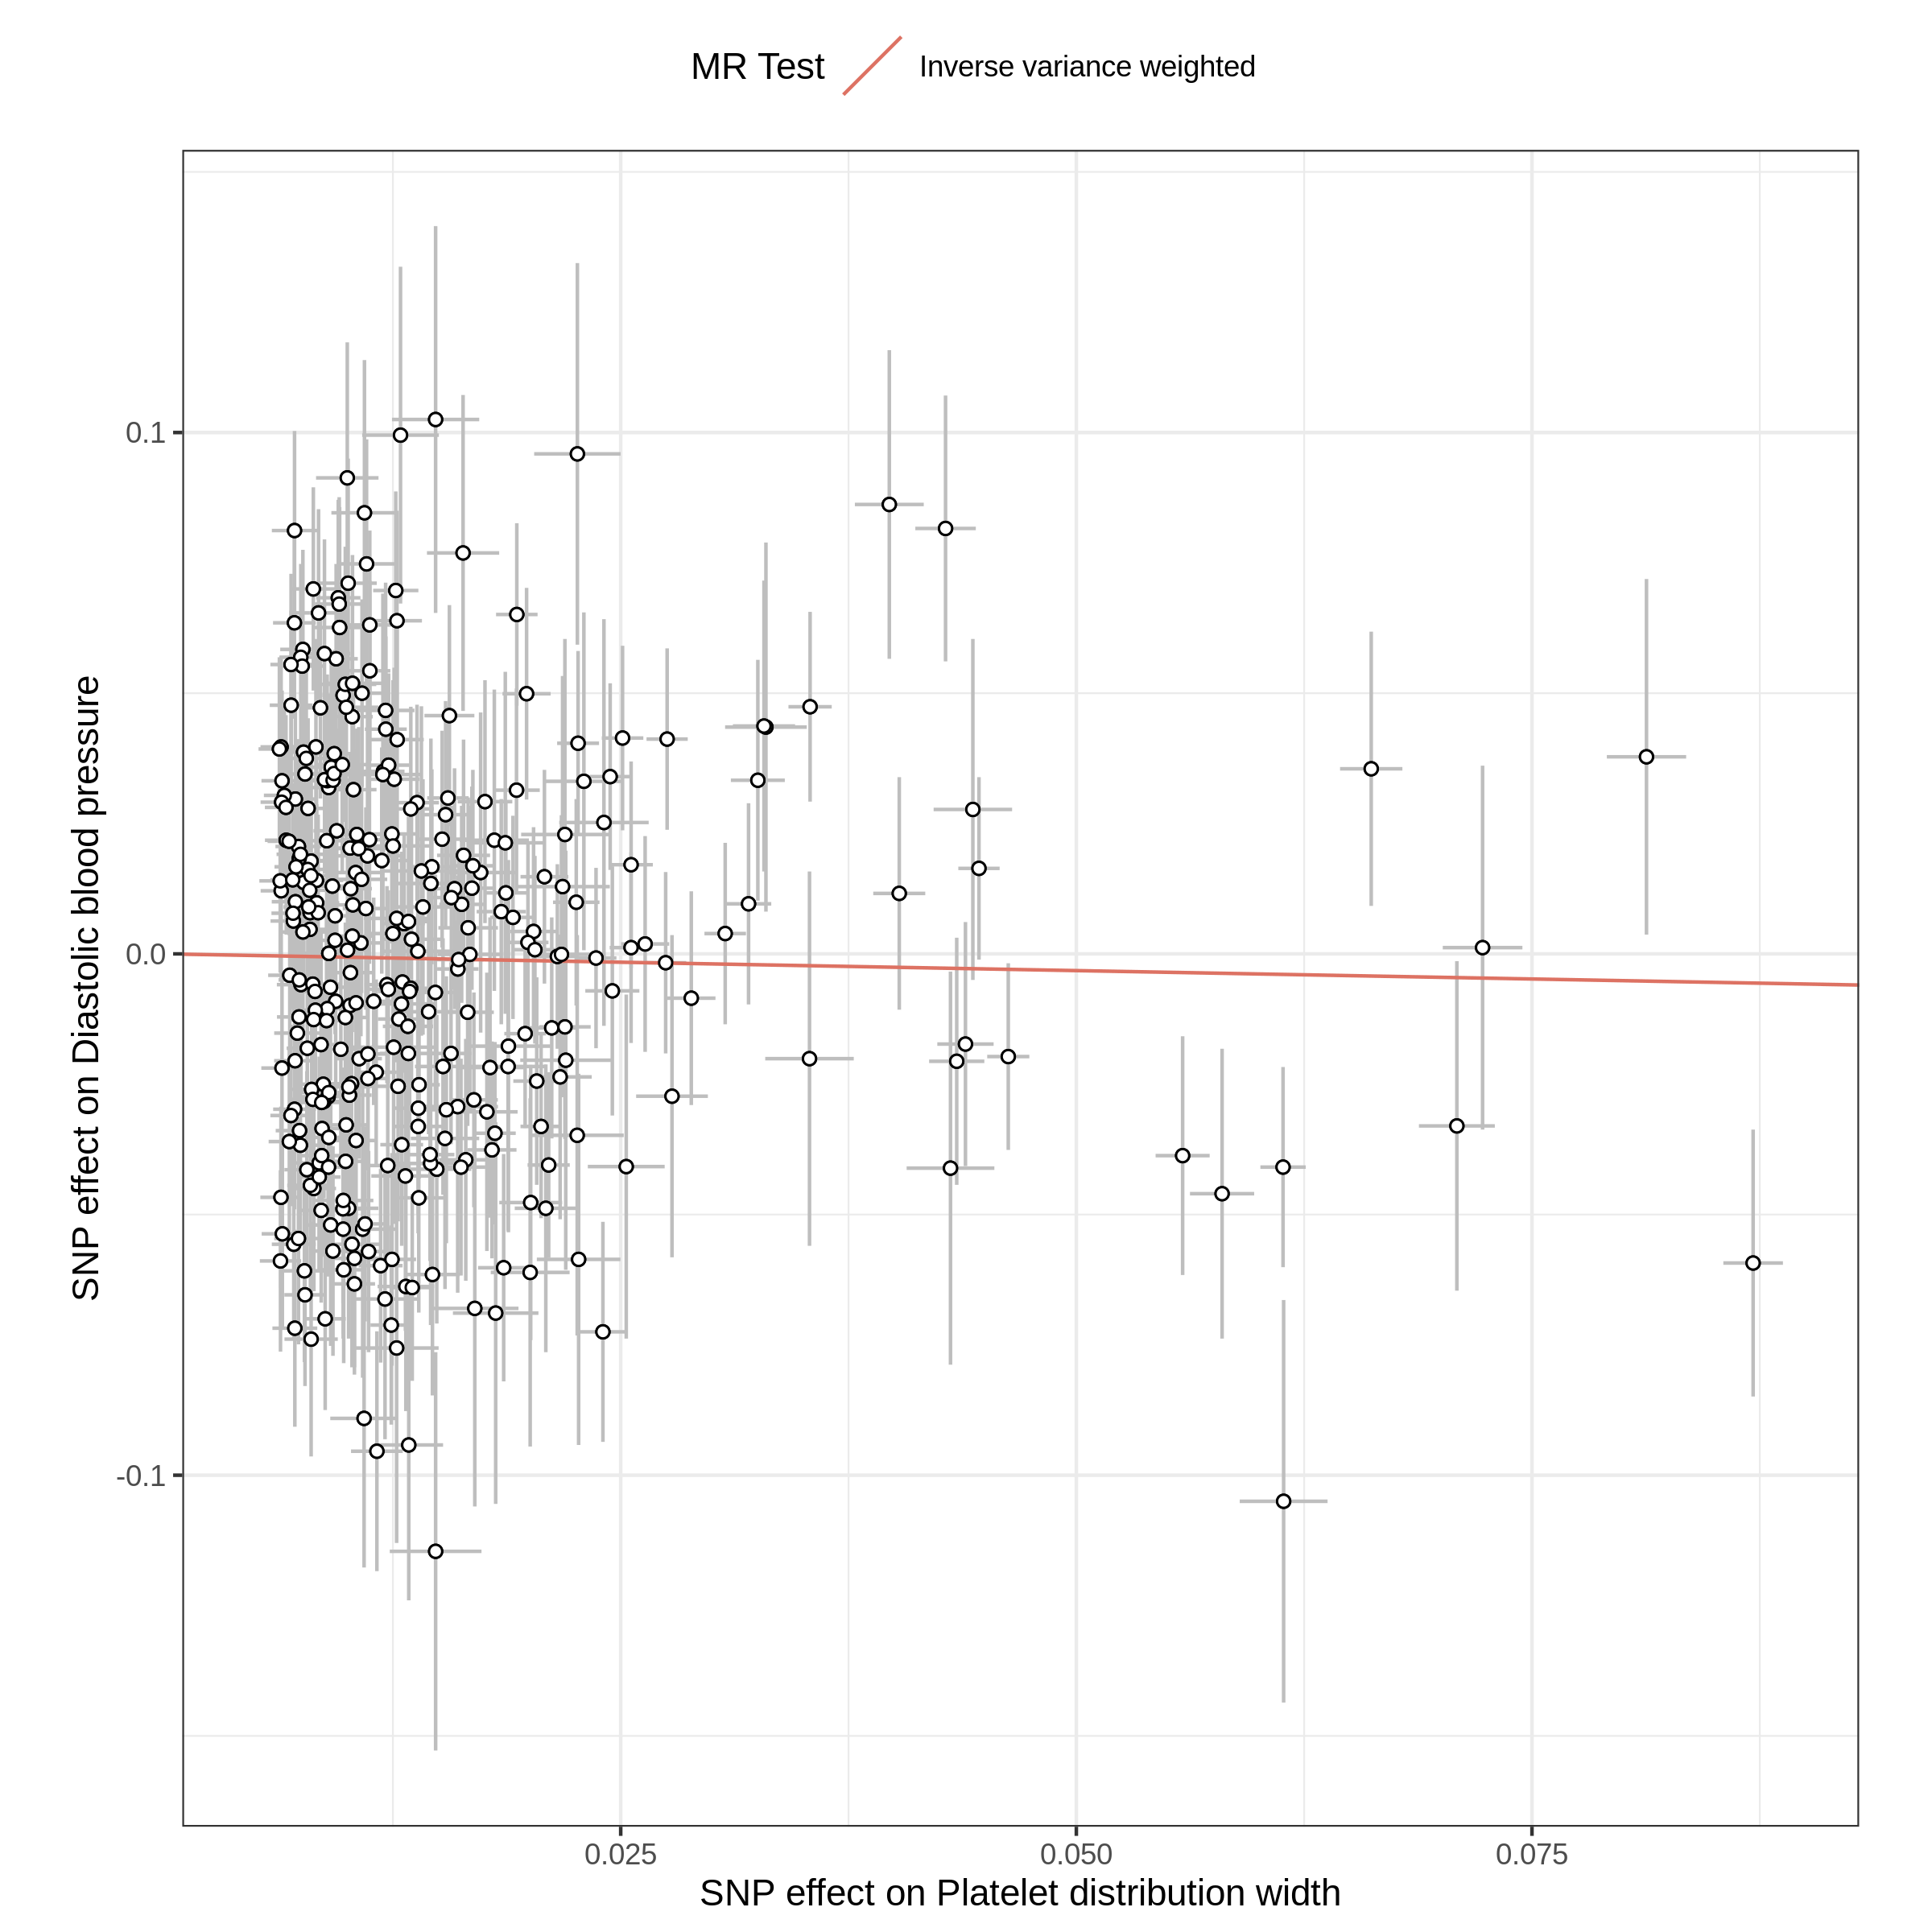 MR Test Inverse variance weighted
SNP effect on Diastolic blood pressure
0.1
0.0
-0.1
0.025 0.050 0.075
SNP effect on Platelet distribution width